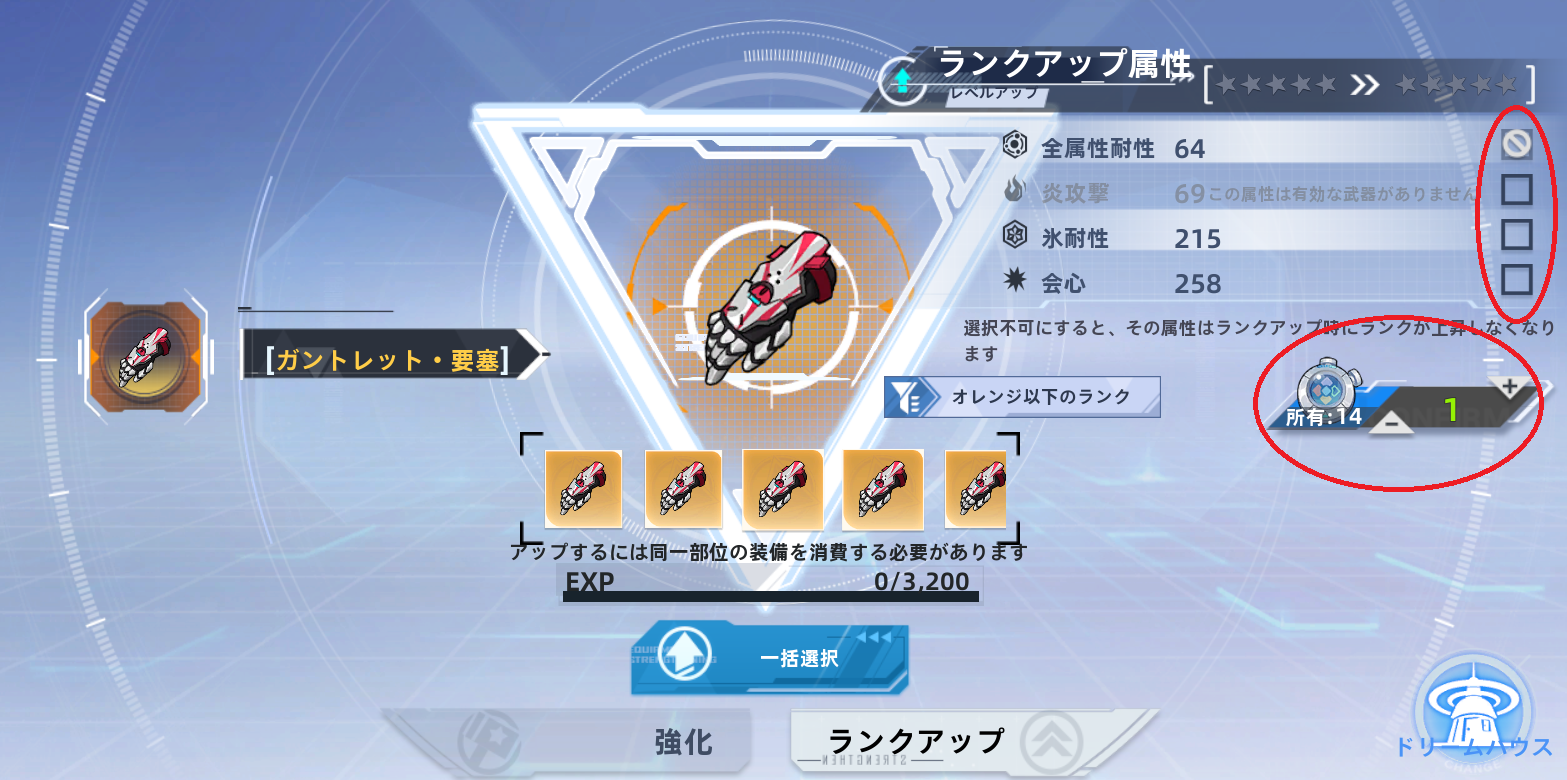 ランクアップ属性
レベルアップ
全属性耐性 64
炎攻撃 69 この属性は有効な武器がありません
氷耐性 215
会心 258
選択不可にすると、その属性はランクアップ時にランクが上昇しなくなり
ます
[ガントレット・要塞]
オレンジ以下のランク
所有:14
1
アップするには同一部位の装備を消費する必要があります
EXP 0/3,200
一括選択
強化
ランクアップ
STRENGTHEN
ドリームハウス
CHANGE